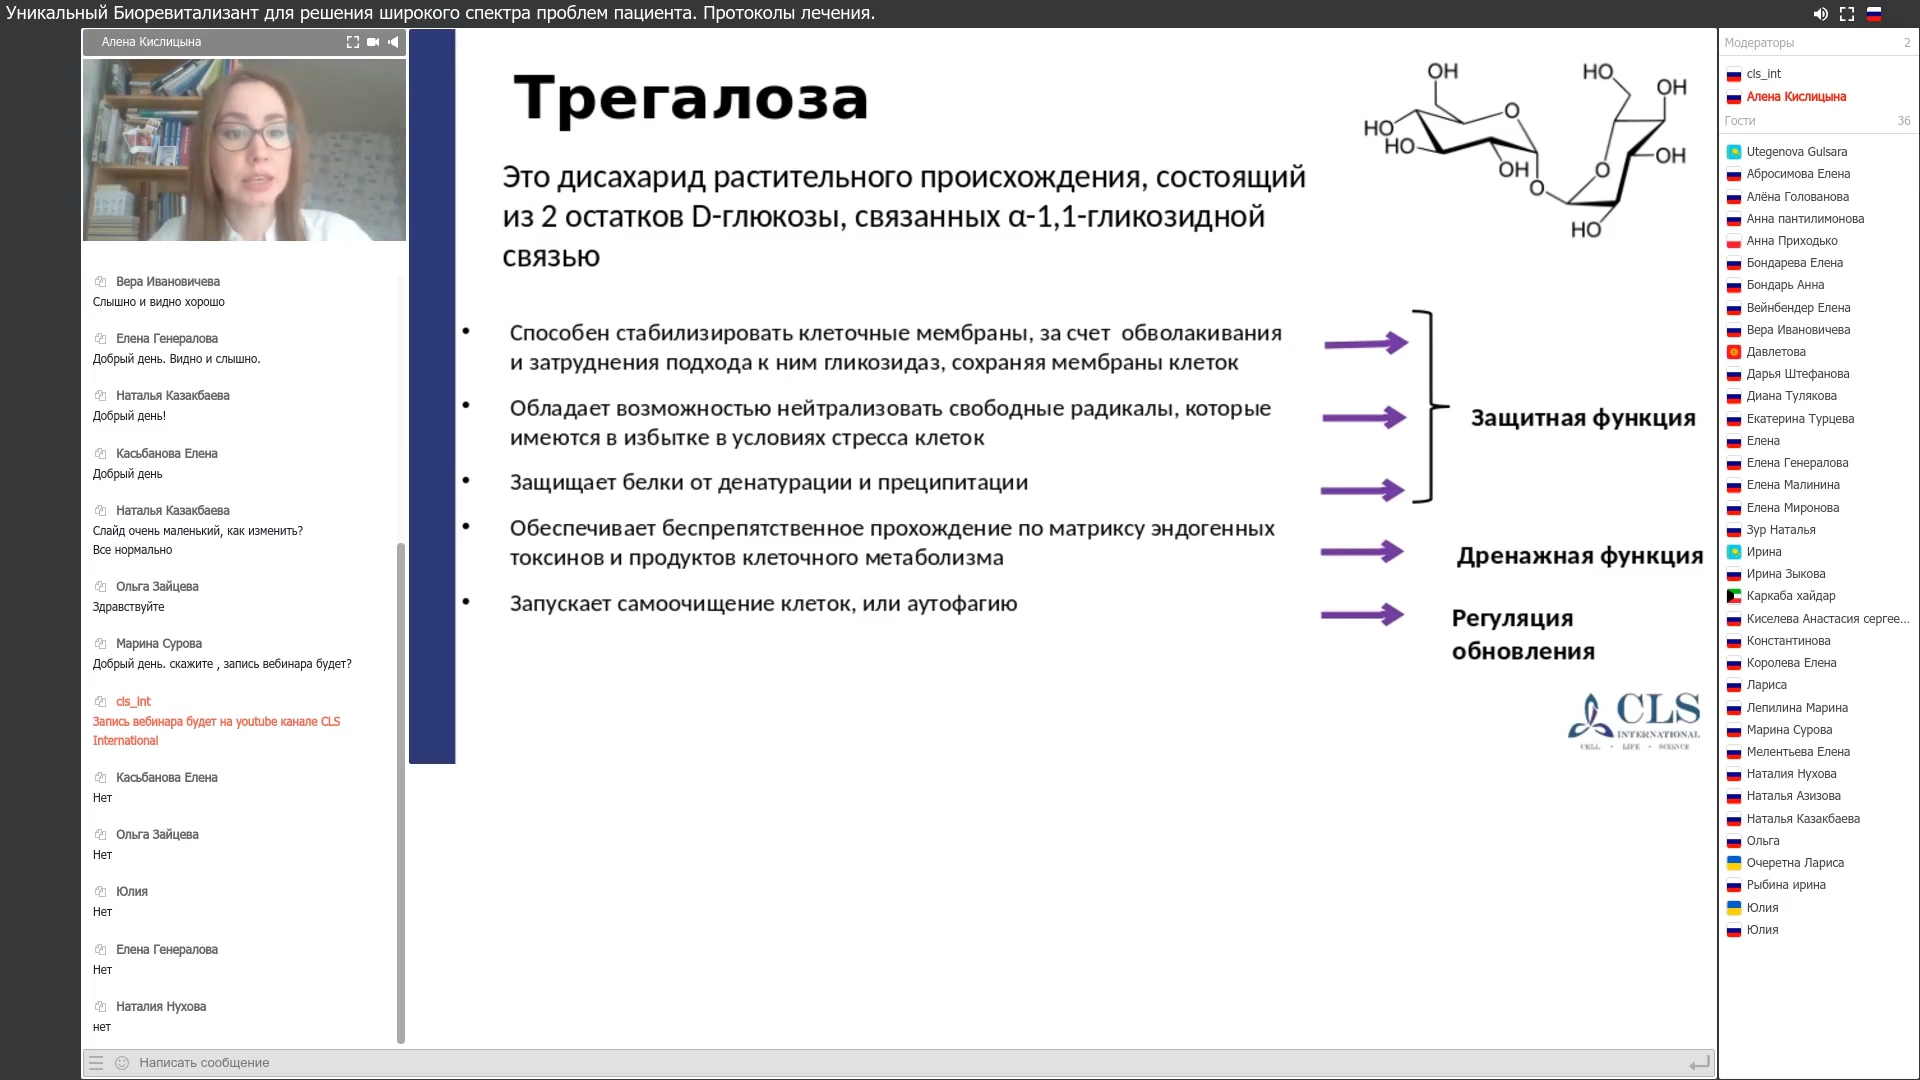 Уникальный Биоревитализант для решения широкого спектра проблем пациента. Протоколы лечения.
Алена Кислицына
Вера Ивановичева
Слышно и видно хорошо
Елена Генералова
Добрый день. Видно и слышно.
Наталья Казакбаева
Добрый день!
Касьбанова Елена
Добрый день
Наталья Казакбаева
Слайд очень маленький, как изменить?
Все нормально
Ольга Зайцева
Здравствуйте
Марина Сурова
Добрый день. скажите , запись вебинара будет?
cls_int
Запись вебинара будет на youtube канале CLS
International
Касьбанова Елена
Нет
Ольга Зайцева
Нет
Юлия
Нет
Елена Генералова
Нет
Наталия Нухова
нет
Написать сообщение
Трегалоза
Это дисахарид растительного происхождения, состоящий
из 2 остатков D-глюкозы, связанных α-1,1-гликозидной
связью
OH
HO
HO
OH
O
O
HO
OH
OH
O
HO
• Способен стабилизировать клеточные мембраны, за счет обволакивания
и затруднения подхода к ним гликозидаз, сохраняя мембраны клеток
• Обладает возможностью нейтрализовать свободные радикалы, которые
имеются в избытке в условиях стресса клеток
• Защищает белки от денатурации и преципитации
Защитная функция
• Обеспечивает беспрепятственное прохождение по матриксу эндогенных
токсинов и продуктов клеточного метаболизма
Дренажная функция
• Запускает самоочищение клеток, или аутофагию
Регуляция
обновления
CLS
INTERNATIONAL
CELL • LIFE • SCIENCE
Модераторы 2
cls_int
Алена Кислицына
Гости 36
Utegenova Gulsara
Абросимова Елена
Алёна Голованова
Анна пантилимонова
Анна Приходько
Бондарева Елена
Бондарь Анна
Вейнбендер Елена
Вера Ивановичева
Давлетова
Дарья Штефанова
Диана Тулякова
Екатерина Турцева
Елена
Елена Генералова
Елена Малинина
Елена Миронова
Зур Наталья
Ирина
Ирина Зыкова
Каркаба хайдар
Киселева Анастасия сергее...
Константинова
Королева Елена
Лариса
Лепилина Марина
Марина Сурова
Мелентьева Елена
Наталия Нухова
Наталья Азизова
Наталья Казакбаева
Ольга
Очеретна Лариса
Рыбина ирина
Юлия
Юлия